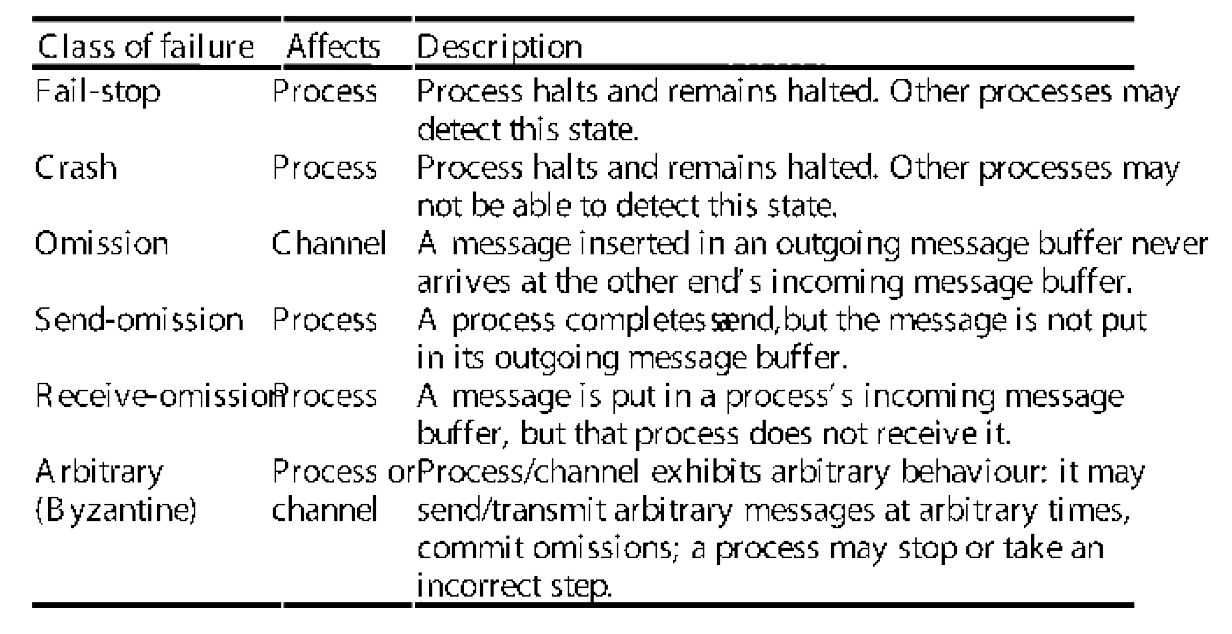 Class of failure Affects Description
Fail-stop Process Process halts and remains halted. Other processes may
detect this state.
Crash Process Process halts and remains halted. Other processes may
not be able to detect this state.
Omission Channel A message inserted in an outgoing message buffer never
arrives at the other end's incoming message buffer.
Send-omission Process A process completes send, but the message is not put
in its outgoing message buffer.
Receive-omission Process A message is put in a process's incoming message
buffer, but that process does not receive it.
Arbitrary Process or Process/channel exhibits arbitrary behaviour: it may
(Byzantine) channel send/transmit arbitrary messages at arbitrary times,
commit omissions; a process may stop or take an
incorrect step.